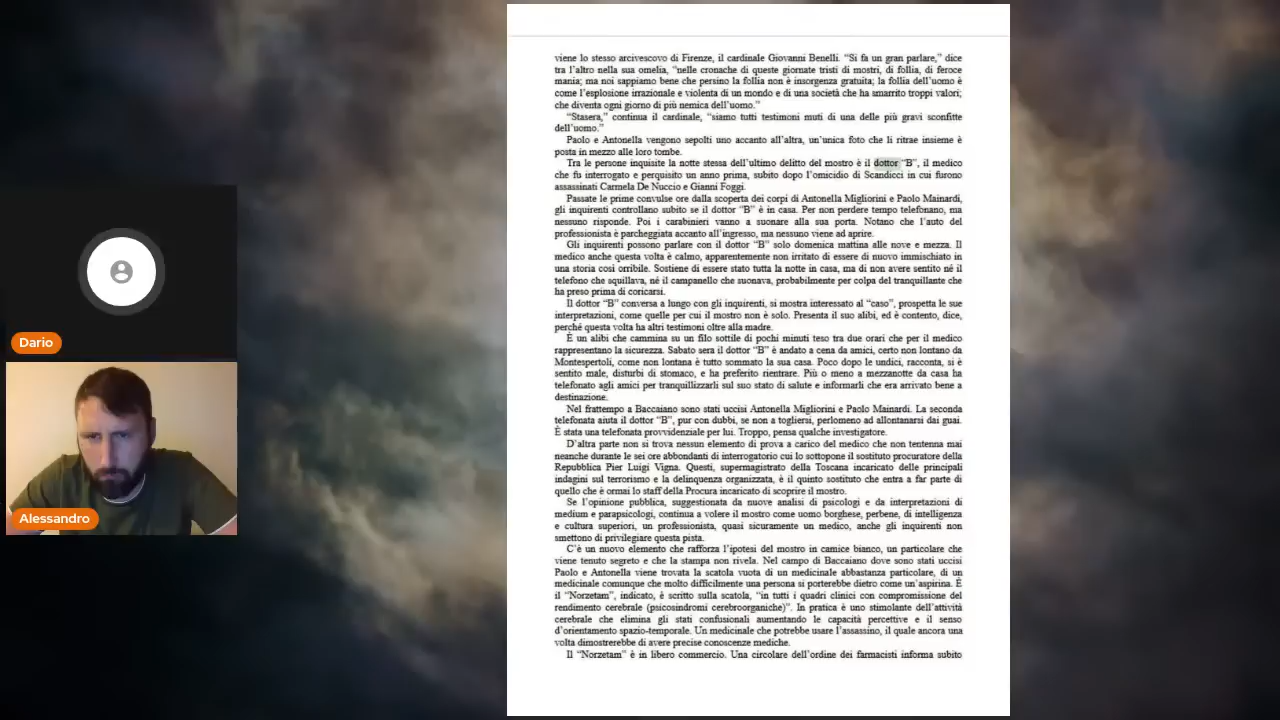 viene lo stesso arcivescovo di Firenze, il cardinale Giovanni Benelli. “Si fa un gran parlare,” dice
tra l’altro nella sua omelia, “nelle cronache di queste giornate tristi di mostri, di follia, di feroce
mania; ma noi sappiamo bene che persino la follia non è insorgenza gratuita; la follia dell’uomo è
come l’esplosione irrazionale e violenta di un mondo e di una società che ha smarrito troppi valori;
che diventa ogni giorno di più nemica dell’uomo.”
“Stasera,” continua il cardinale, “siamo tutti testimoni muti di una delle più gravi sconfitte
dell’uomo.”
Paolo e Antonella vengono sepolti uno accanto all’altra, un’unica foto che li ritrae insieme è
posta in mezzo alle loro tombe.
Tra le persone inquisite la notte stessa dell’ultimo delitto del mostro è il dottor “B”, il medico
che fu interrogato e perquisito un anno prima, subito dopo l’omicidio di Scandicci in cui furono
assassinati Carmela De Nuccio e Gianni Foggi.
Passate le prime convulse ore dalla scoperta dei corpi di Antonella Migliorini e Paolo Mainardi,
gli inquirenti controllano subito se il dottor “B” è in casa. Per non perdere tempo telefonano, ma
nessuno risponde. Poi i carabinieri vanno a suonare alla sua porta. Notano che l’auto del
professionista è parcheggiata accanto all’ingresso, ma nessuno viene ad aprire.
Gli inquirenti possono parlare con il dottor “B” solo domenica mattina alle nove e mezza. Il
medico anche questa volta è calmo, apparentemente non irritato di essere di nuovo immischiato in
una storia così orribile. Sostiene di essere stato tutta la notte in casa, ma di non avere sentito né il
telefono che squillava, né il campanello che suonava, probabilmente per colpa del tranquillante che
ha preso prima di coricarsi.
Il dottor “B” conversa a lungo con gli inquirenti, si mostra interessato al “caso”, prospetta le sue
interpretazioni, come quelle per cui il mostro non è solo. Presenta il suo alibi, ed è contento, dice,
perché questa volta ha altri testimoni oltre alla madre.
È un alibi che cammina su un filo sottile di pochi minuti teso tra due orari che per il medico
rappresentano la sicurezza. Sabato sera il dottor “B” è andato a cena da amici, certo non lontano da
Montespertoli, come non lontana è tutto sommato la sua casa. Poco dopo le undici, racconta, si è
sentito male, disturbi di stomaco, e ha preferito rientrare. Più o meno a mezzanotte da casa ha
telefonato agli amici per tranquillizzarli sul suo stato di salute e informarli che era arrivato bene a
destinazione.
Nel frattempo a Baccaiano sono stati uccisi Antonella Migliorini e Paolo Mainardi. La seconda
telefonata aiuta il dottor “B”, pur con dubbi, se non a togliersi, perlomeno ad allontanarsi dai guai.
È stata una telefonata provvidenziale per lui. Troppo, pensa qualche investigatore.
D’altra parte non si trova nessun elemento di prova a carico del medico che non tentenna mai
neanche durante le sei ore abbondanti di interrogatorio cui lo sottopone il sostituto procuratore della
Repubblica Pier Luigi Vigna. Questi, supermagistrato della Toscana incaricato delle principali
indagini sul terrorismo e la delinquenza organizzata, è il quinto sostituto che entra a far parte di
quello che è ormai lo staff della Procura incaricato di scoprire il mostro.
Se l’opinione pubblica, suggestionata da nuove analisi di psicologi e da interpretazioni di
medium e parapsicologi, continua a volere il mostro come uomo borghese, perbene, di intelligenza
e cultura superiori, un professionista, quasi sicuramente un medico, anche gli inquirenti non
smettono di privilegiare questa pista.
C’è un nuovo elemento che rafforza l’ipotesi del mostro in camice bianco, un particolare che
viene tenuto segreto e che la stampa non rivela. Nel campo di Baccaiano dove sono stati uccisi
Paolo e Antonella viene trovata la scatola vuota di un medicinale abbastanza particolare, di un
medicinale comunque che molto difficilmente una persona si porterebbe dietro come un’aspirina. È
il “Norzetam”, indicato, è scritto sulla scatola, “in tutti i quadri clinici con compromissione del
rendimento cerebrale (psicosindromi cerebroorganiche)”. In pratica è uno stimolante dell’attività
cerebrale che elimina gli stati confusionali aumentando le capacità percettive e il senso
d’orientamento spazio-temporale. Un medicinale che potrebbe usare l’assassino, il quale ancora una
volta dimostrerebbe di avere precise conoscenze mediche.
Il “Norzetam” è in libero commercio. Una circolare dell’ordine dei farmacisti informa subito
Dario
Alessandro